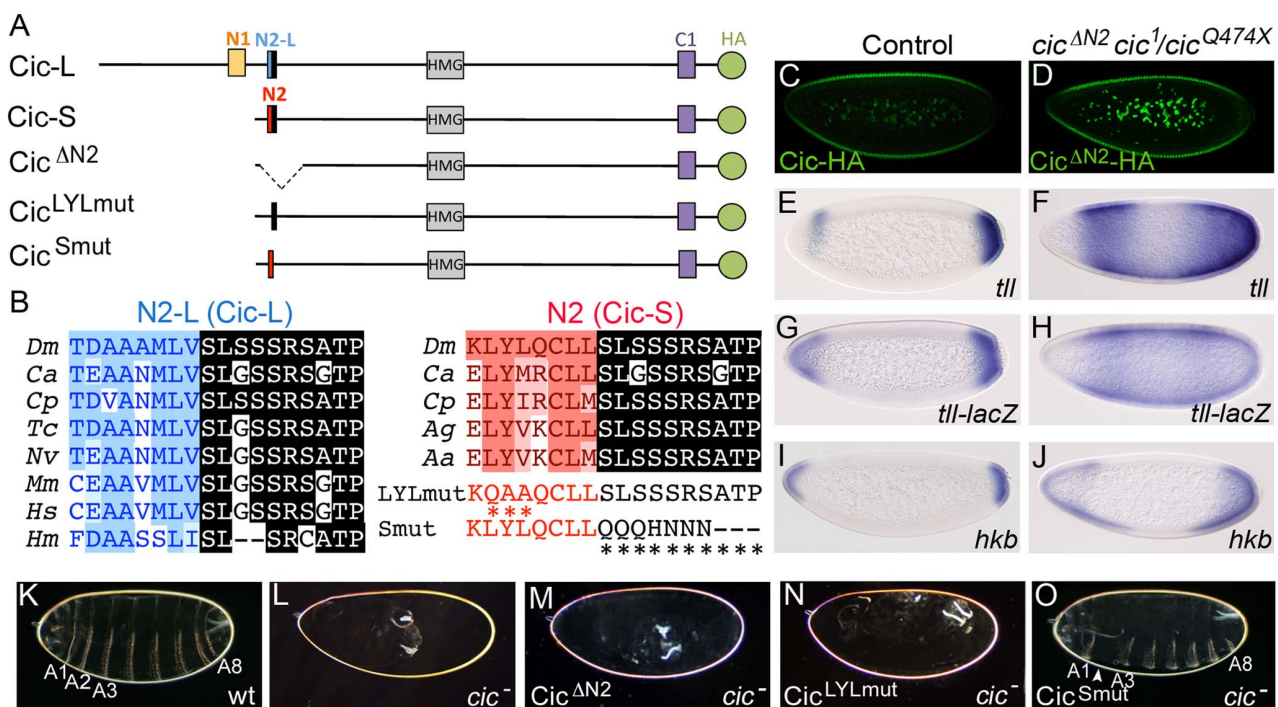 A
N1
N2-L
C1
HA
Cic-L
HMG
N2
Cic-S
HMG
Cic ΔN2
HMG
Cic LYLmut
HMG
Cic Smut
HMG
B
N2-L (Cic-L)
Dm TDAAAMLVSLSSSRSATP
Ca TEAANMLVSLGSSRSGTP
Cp TDVANMLVSLSSSRSATP
Tc TDAANMLVSLGSSRSATP
Nv TEAANMLVSLGSSRSATP
Mm CEAAVMLVSLGSSRSGTP
Hs CEAAVMLVSLGSSRSGTP
Hm FDAASSLISL--SRCATP
N2 (Cic-S)
Dm KLYLQCLLSLSSSRSATP
Ca ELYMRCLLSLGSSRSGTP
Cp ELYIRCLMSLSSSRSATP
Ag ELYVKCLLSLSSSRSATP
Aa ELYVKCLMSLSSSRSATP
LYLmut KQAAQCLLSLSSSRSATP
***
Smut KLYLQCLLQQQHNNN---
**********
Control
cic ΔN2 cic1/cic Q474X
C
Cic-HA
D
Cic ΔN2-HA
E
tll
F
tll
G
tll-lacZ
H
tll-lacZ
I
hkb
J
hkb
K
A1
A2
A3
A8
wt
L
cic-
M
Cic ΔN2
cic-
N
Cic LYLmut
cic-
O
A1
A3
A8
Cic Smut
cic-